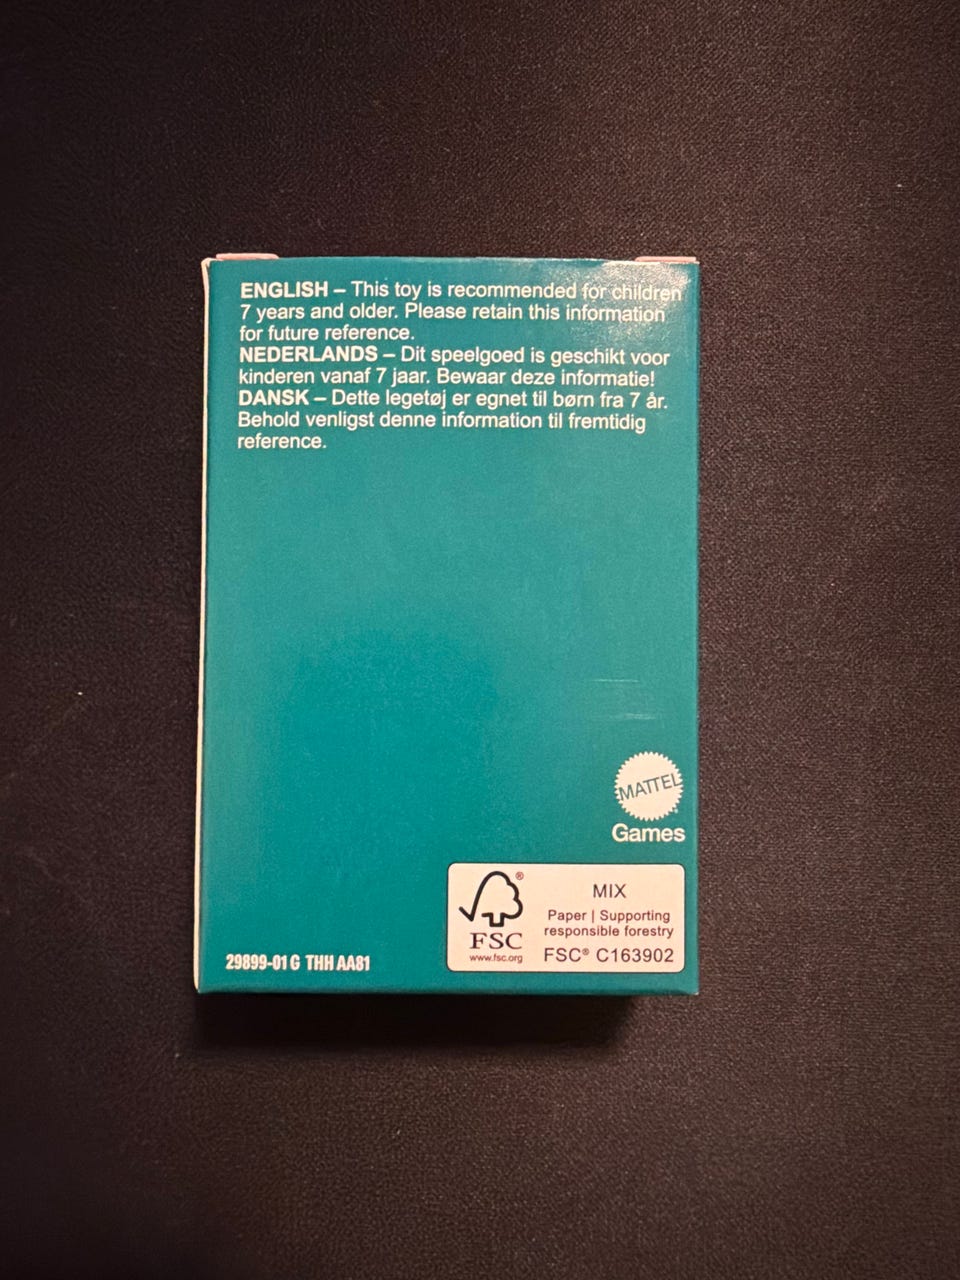 ENGLISH – This toy is recommended for children
7 years and older. Please retain this information
for future reference.
NEDERLANDS – Dit speelgoed is geschikt voor
kinderen vanaf 7 jaar. Bewaar deze informatie!
DANSK – Dette legetøj er egnet til børn fra 7 år.
Behold venligst denne information til fremtidig
reference.
MATTEL
Games
®
FSC
www.fsc.org
MIX
Paper | Supporting
responsible forestry
FSC® C163902
29899-01 G THH AA81